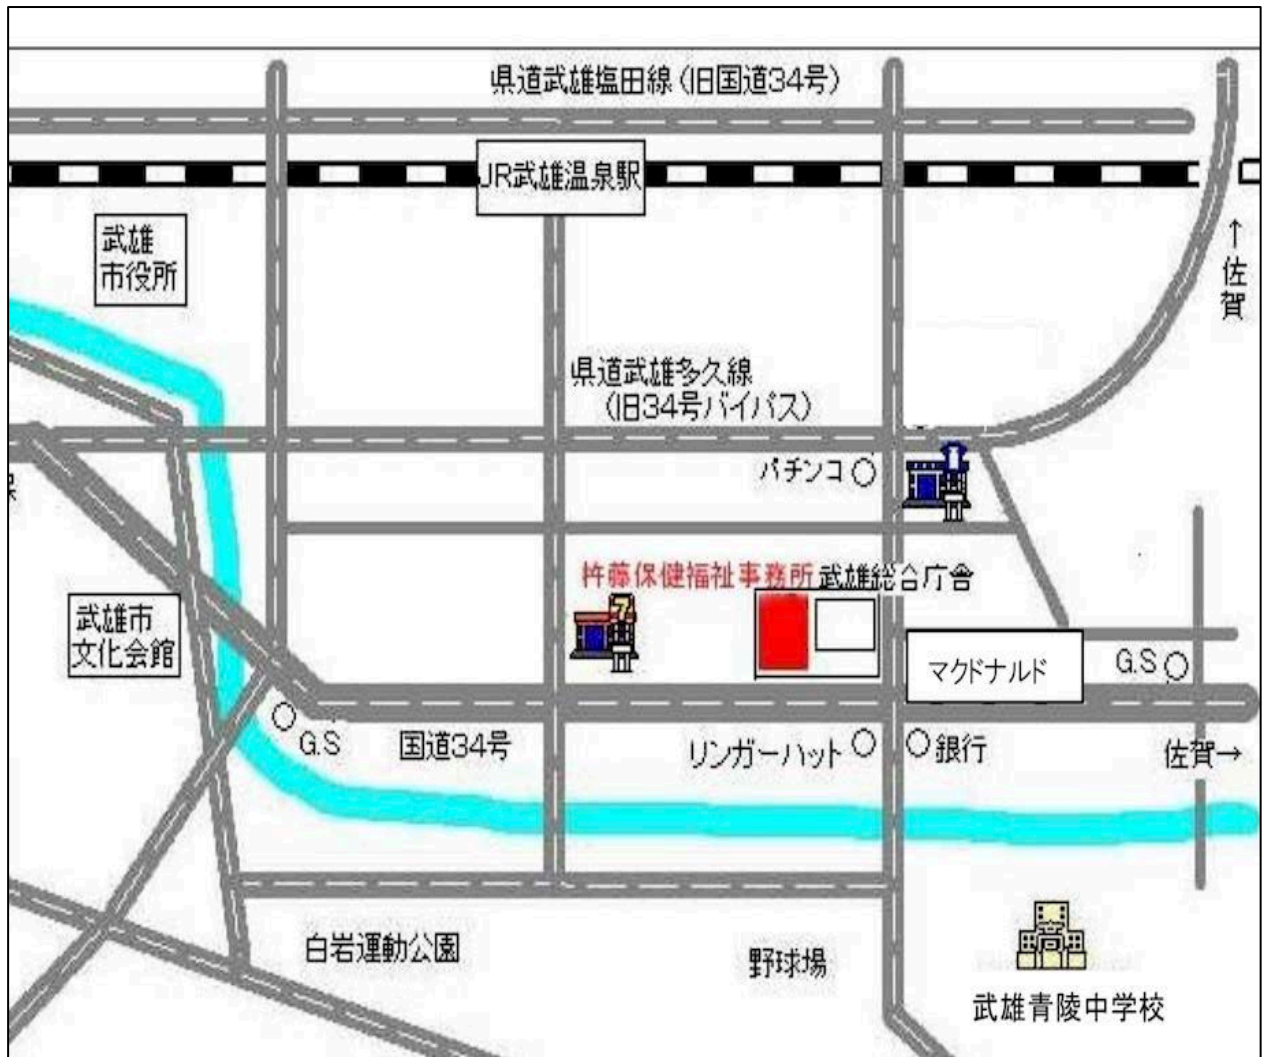 県道武雄塩田線（旧国道34号）
JR武雄温泉駅
武雄
市役所
↑佐賀
県道武雄多久線
（旧34号バイパス）
パチンコ
杵藤保健福祉事務所
武雄総合庁舎
7
武雄市
文化会館
マクドナルド
G.S
G.S
国道34号
リンガーハット
銀行
佐賀→
白岩運動公園
野球場
武雄青陵中学校